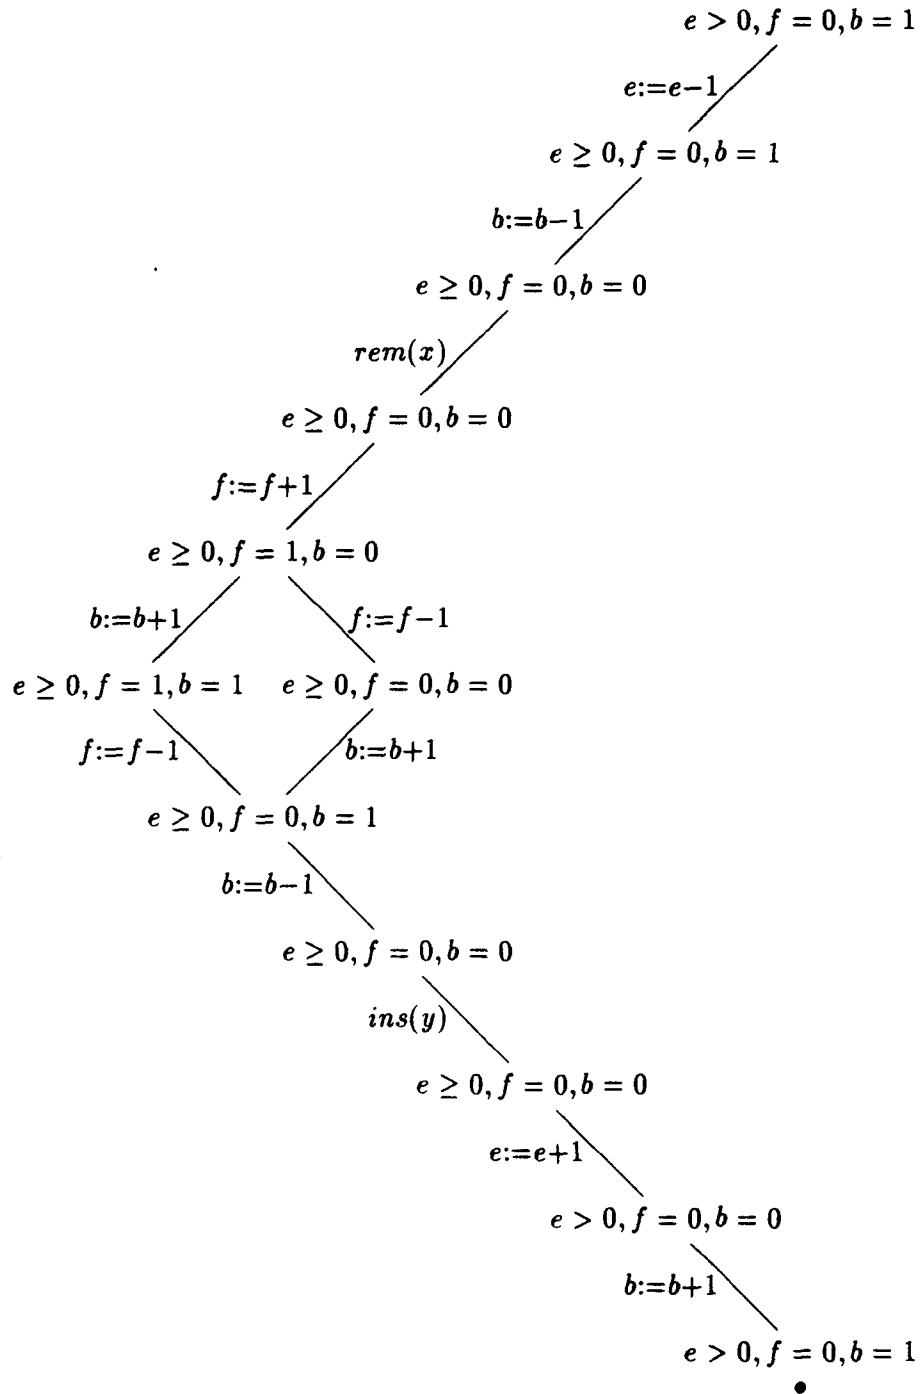 e > 0, f = 0, b = 1
e:=e−1
e ≥ 0, f = 0, b = 1
b:=b−1
e ≥ 0, f = 0, b = 0
rem(x)
e ≥ 0, f = 0, b = 0
f:=f+1
e ≥ 0, f = 1, b = 0
b:=b+1 f:=f−1
e ≥ 0, f = 1, b = 1 e ≥ 0, f = 0, b = 0
f:=f−1 b:=b+1
e ≥ 0, f = 0, b = 1
b:=b−1
e ≥ 0, f = 0, b = 0
ins(y)
e ≥ 0, f = 0, b = 0
e:=e+1
e > 0, f = 0, b = 0
b:=b+1
e > 0, f = 0, b = 1